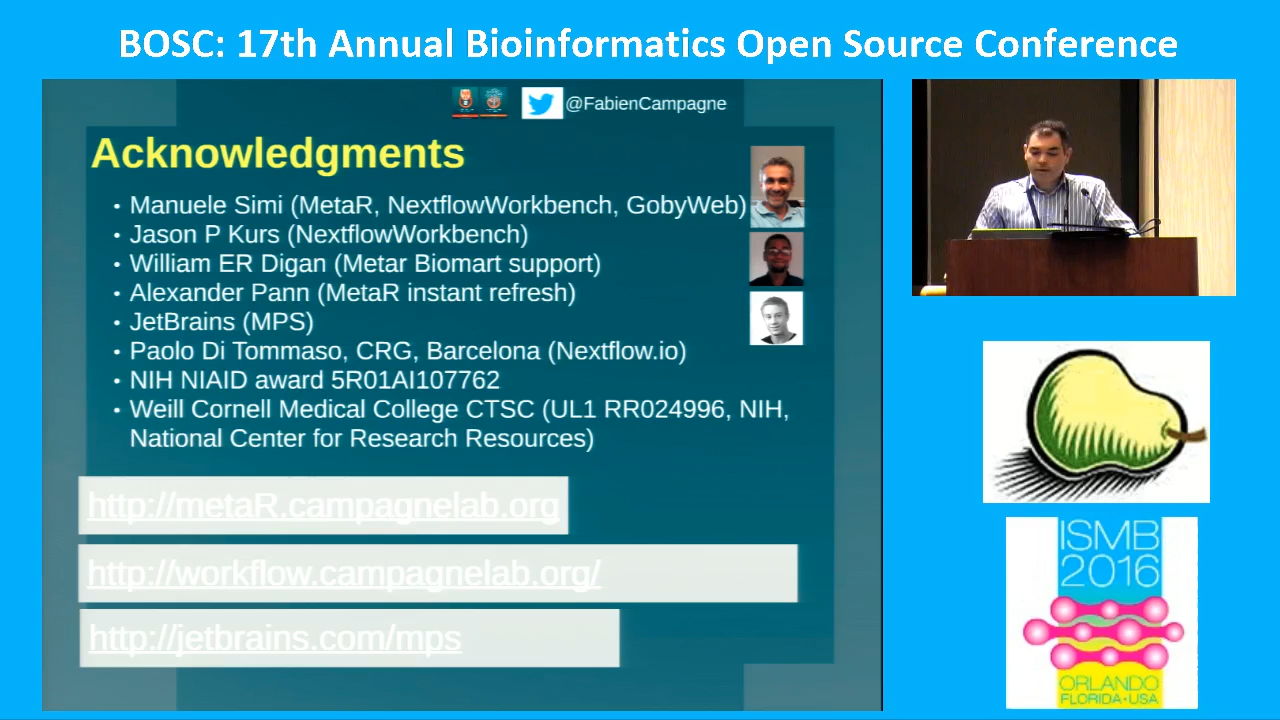 BOSC: 17th Annual Bioinformatics Open Source Conference
@FabienCampagne
Acknowledgments
• Manuele Simi (MetaR, NextflowWorkbench, GobyWeb)
• Jason P Kurs (NextflowWorkbench)
• William ER Digan (Metar Biomart support)
• Alexander Pann (MetaR instant refresh)
• JetBrains (MPS)
• Paolo Di Tommaso, CRG, Barcelona (Nextflow.io)
• NIH NIAID award 5R01AI107762
• Weill Cornell Medical College CTSC (UL1 RR024996, NIH,
National Center for Research Resources)
http://metaR.campagnelab.org
http://workflow.campagnelab.org/
http://jetbrains.com/mps
ISMB
2016
ORLANDO
FLORIDA•USA